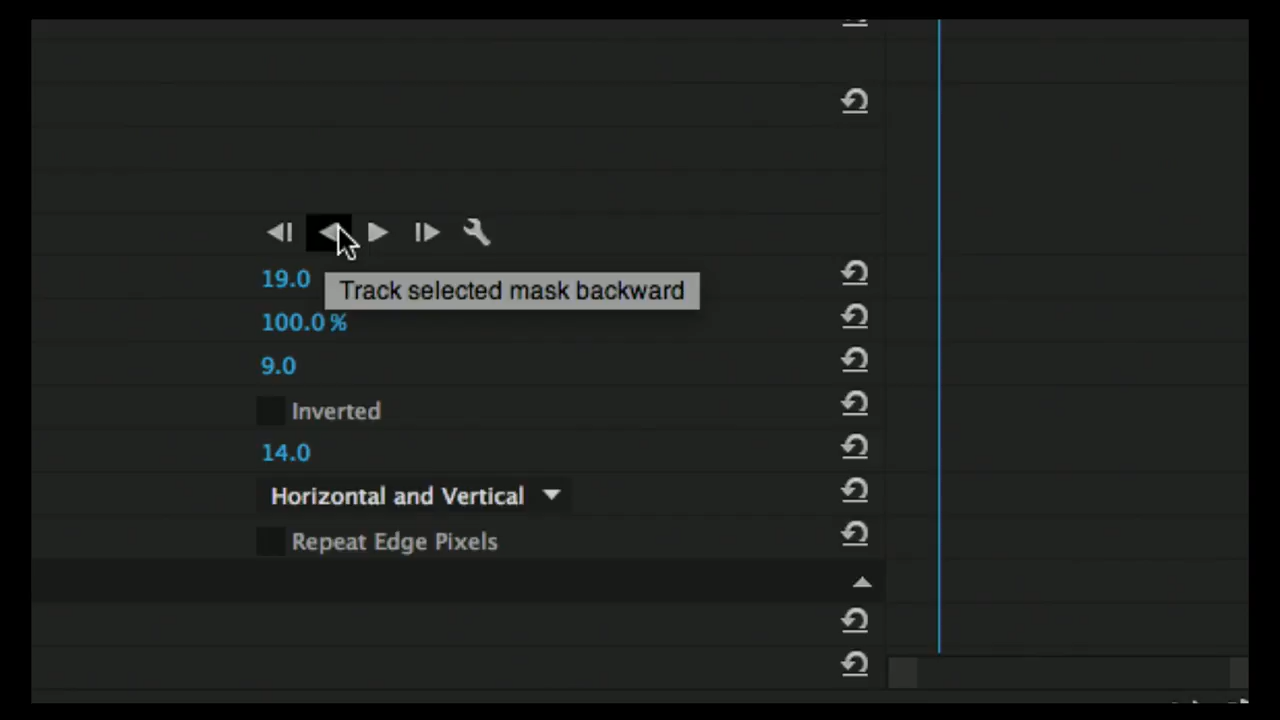 19.0
Track selected mask backward
100.0 %
9.0
Inverted
14.0
Horizontal and Vertical
Repeat Edge Pixels